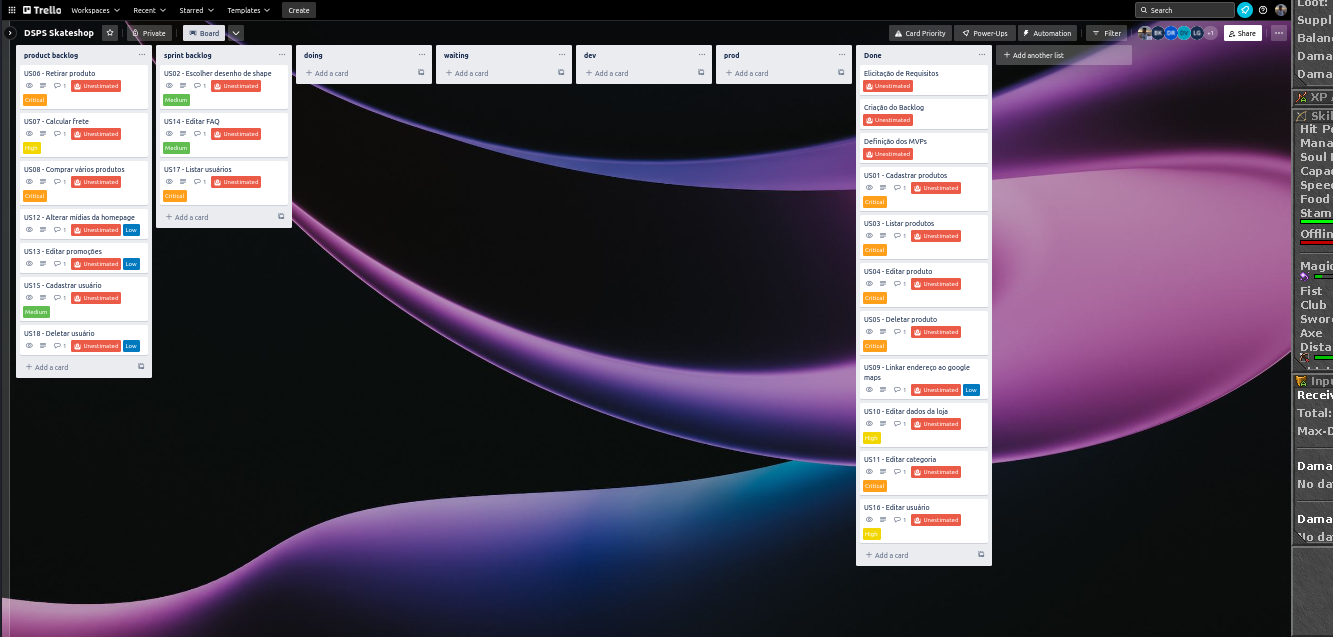 Trello
Workspaces
Recent
Starred
Templates
Create
Search
DSPS Skateshop
Private
Board
Card Priority
Power-Ups
Automation
Filter
BK
DR
DV
LG
+1
Share
product backlog
US06 - Retirar produto
1 Unestimated
Critical
US07 - Calcular frete
1 Unestimated
High
US08 - Comprar vários produtos
1 Unestimated
Critical
US12 - Alterar mídias da homepage
1 Unestimated Low
US13 - Editar promoções
1 Unestimated Low
US15 - Cadastrar usuário
1 Unestimated
Medium
US18 - Deletar usuário
1 Unestimated Low
+ Add a card
sprint backlog
US02 - Escolher desenho de shape
1 Unestimated
Medium
US14 - Editar FAQ
1 Unestimated
Medium
US17 - Listar usuários
1 Unestimated
Critical
+ Add a card
doing
+ Add a card
waiting
+ Add a card
dev
+ Add a card
prod
+ Add a card
Done
Elicitação de Requisitos
Unestimated
Criação do Backlog
Unestimated
Definição dos MVPs
Unestimated
US01 - Cadastrar produtos
1 Unestimated
Critical
US03 - Listar produtos
1 Unestimated
Critical
US04 - Editar produto
1 Unestimated
Critical
US05 - Deletar produto
1 Unestimated
Critical
US09 - Linkar endereço ao google
maps
1 Unestimated Low
US10 - Editar dados da loja
1 Unestimated
High
US11 - Editar categoria
1 Unestimated
Critical
US16 - Editar usuário
1 Unestimated
High
+ Add a card
+ Add another list
Loot:
Suppl
Balan
Dama
Dama
XP
Skil
Hit Po
Mana
Soul
Capac
Speed
Food
Stam
Offlin
Magic
Fist
Club
Sword
Axe
Dista
Inpu
Receiv
Total:
Max-D
Dama
No da
Dama
No da